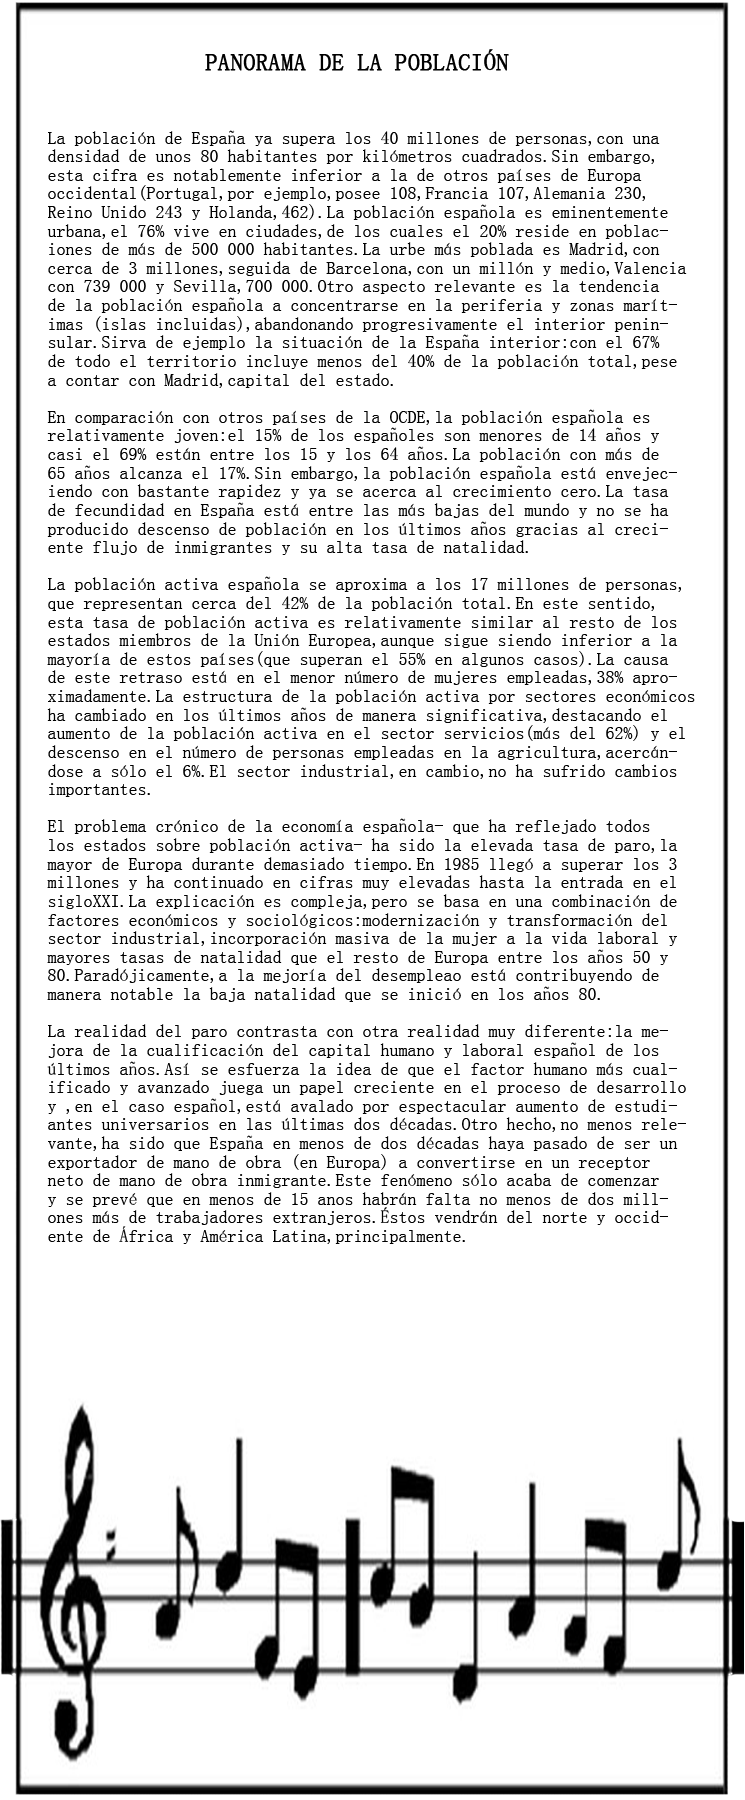 PANORAMA DE LA POBLACIÓN
La población de España ya supera los 40 millones de personas,con una
densidad de unos 80 habitantes por kilómetros cuadrados.Sin embargo,
esta cifra es notablemente inferior a la de otros países de Europa
occidental(Portugal,por ejemplo,posee 108,Francia 107,Alemania 230,
Reino Unido 243 y Holanda,462).La población española es eminentemente
urbana,el 76% vive en ciudades,de los cuales el 20% reside en poblac-
iones de más de 500 000 habitantes.La urbe más poblada es Madrid,con
cerca de 3 millones,seguida de Barcelona,con un millón y medio,Valencia
con 739 000 y Sevilla,700 000.Otro aspecto relevante es la tendencia
de la población española a concentrarse en la periferia y zonas marít-
imas (islas incluidas),abandonando progresivamente el interior penin-
sular.Sirva de ejemplo la situación de la España interior:con el 67%
de todo el territorio incluye menos del 40% de la población total,pese
a contar con Madrid,capital del estado.
En comparación con otros países de la OCDE,la población española es
relativamente joven:el 15% de los españoles son menores de 14 años y
casi el 69% están entre los 15 y los 64 años.La población con más de
65 años alcanza el 17%.Sin embargo,la población española está envejec-
iendo con bastante rapidez y ya se acerca al crecimiento cero.La tasa
de fecundidad en España está entre las más bajas del mundo y no se ha
producido descenso de población en los últimos años gracias al creci-
ente flujo de inmigrantes y su alta tasa de natalidad.
La población activa española se aproxima a los 17 millones de personas,
que representan cerca del 42% de la población total.En este sentido,
esta tasa de población activa es relativamente similar al resto de los
estados miembros de la Unión Europea,aunque sigue siendo inferior a la
mayoría de estos países(que superan el 55% en algunos casos).La causa
de este retraso está en el menor número de mujeres empleadas,38% apro-
ximadamente.La estructura de la población activa por sectores económicos
ha cambiado en los últimos años de manera significativa,destacando el
aumento de la población activa en el sector servicios(más del 62%) y el
descenso en el número de personas empleadas en la agricultura,acercán-
dose a sólo el 6%.El sector industrial,en cambio,no ha sufrido cambios
importantes.
El problema crónico de la economía española- que ha reflejado todos
los estados sobre población activa- ha sido la elevada tasa de paro,la
mayor de Europa durante demasiado tiempo.En 1985 llegó a superar los 3
millones y ha continuado en cifras muy elevadas hasta la entrada en el
sigloXXI.La explicación es compleja,pero se basa en una combinación de
factores económicos y sociológicos:modernización y transformación del
sector industrial,incorporación masiva de la mujer a la vida laboral y
mayores tasas de natalidad que el resto de Europa entre los años 50 y
80.Paradójicamente,a la mejoría del desempleao está contribuyendo de
manera notable la baja natalidad que se inició en los años 80.
La realidad del paro contrasta con otra realidad muy diferente:la me-
jora de la cualificación del capital humano y laboral español de los
últimos años.Así se esfuerza la idea de que el factor humano más cual-
ificado y avanzado juega un papel creciente en el proceso de desarrollo
y ,en el caso español,está avalado por espectacular aumento de estudi-
antes universarios en las últimas dos décadas.Otro hecho,no menos rele-
vante,ha sido que España en menos de dos décadas haya pasado de ser un
exportador de mano de obra (en Europa) a convertirse en un receptor
neto de mano de obra inmigrante.Este fenómeno sólo acaba de comenzar
y se prevé que en menos de 15 anos habrán falta no menos de dos mill-
ones más de trabajadores extranjeros.Éstos vendrán del norte y occid-
ente de África y América Latina,principalmente.